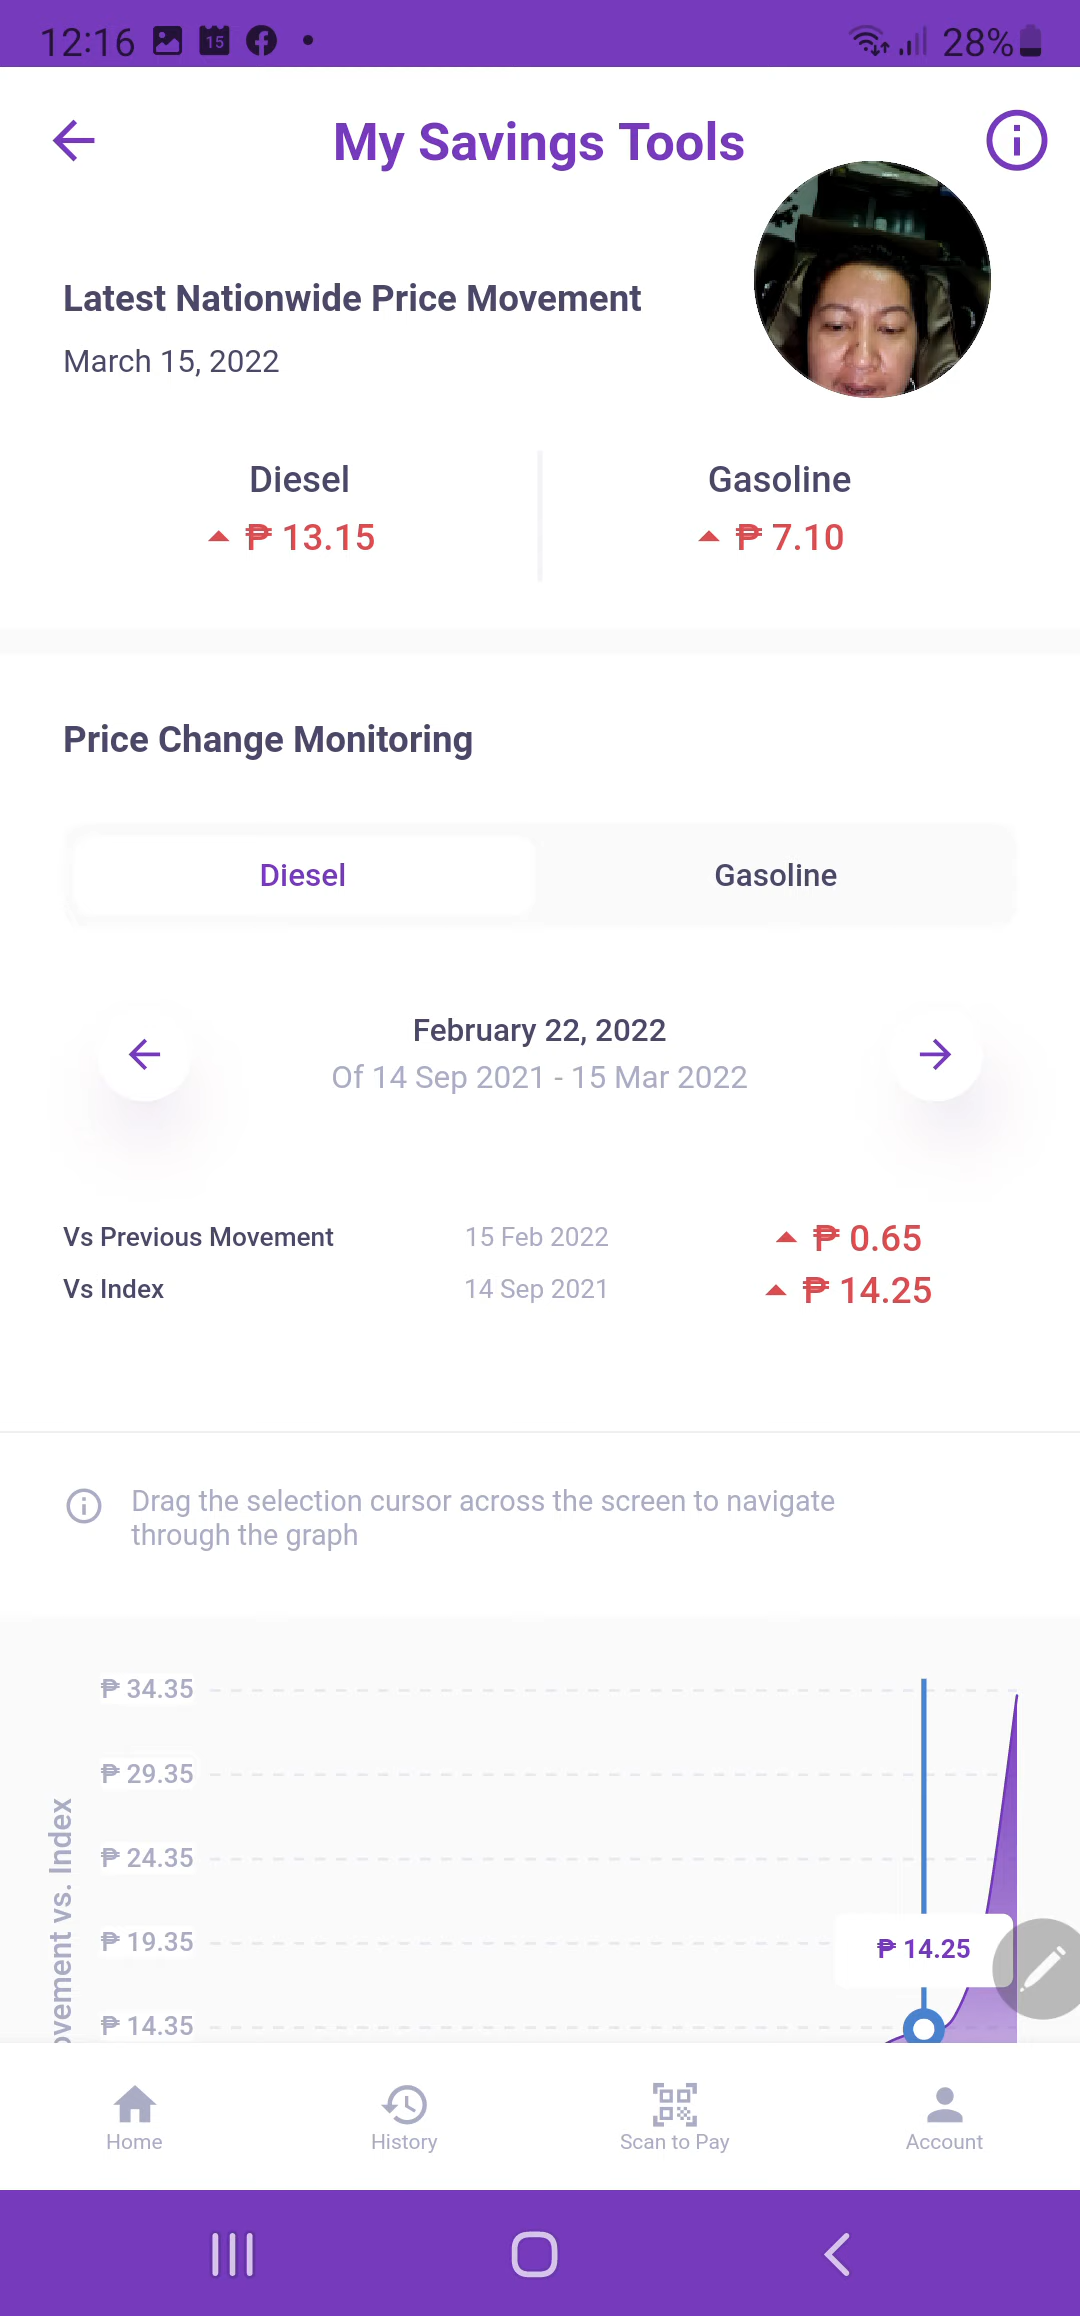 12:16
15
28%
My Savings Tools
Latest Nationwide Price Movement
March 15, 2022
Diesel
₱ 13.15
Gasoline
₱ 7.10
Price Change Monitoring
Diesel
Gasoline
February 22, 2022
Of 14 Sep 2021 - 15 Mar 2022
Vs Previous Movement 15 Feb 2022 ₱ 0.65
Vs Index 14 Sep 2021 ₱ 14.25
Drag the selection cursor across the screen to navigate
through the graph
₱ 34.35
₱ 29.35
₱ 24.35
₱ 19.35
₱ 14.35
vs. Index
₱ 14.25
Home
History
Scan to Pay
Account